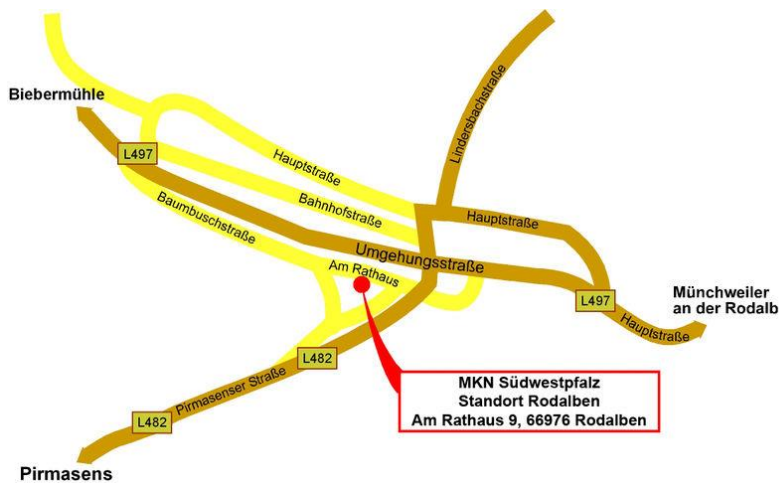 Biebermühle
L497
Lindersbachstraße
Hauptstraße
Bahnhofstraße
Hauptstraße
Baumbuschstraße
Umgehungsstraße
Am Rathaus
L497
Münchweiler
an der Rodalb
Hauptstraße
L482
Pirmasenser Straße
MKN Südwestpfalz
Standort Rodalben
Am Rathaus 9, 66976 Rodalben
L482
Pirmasens